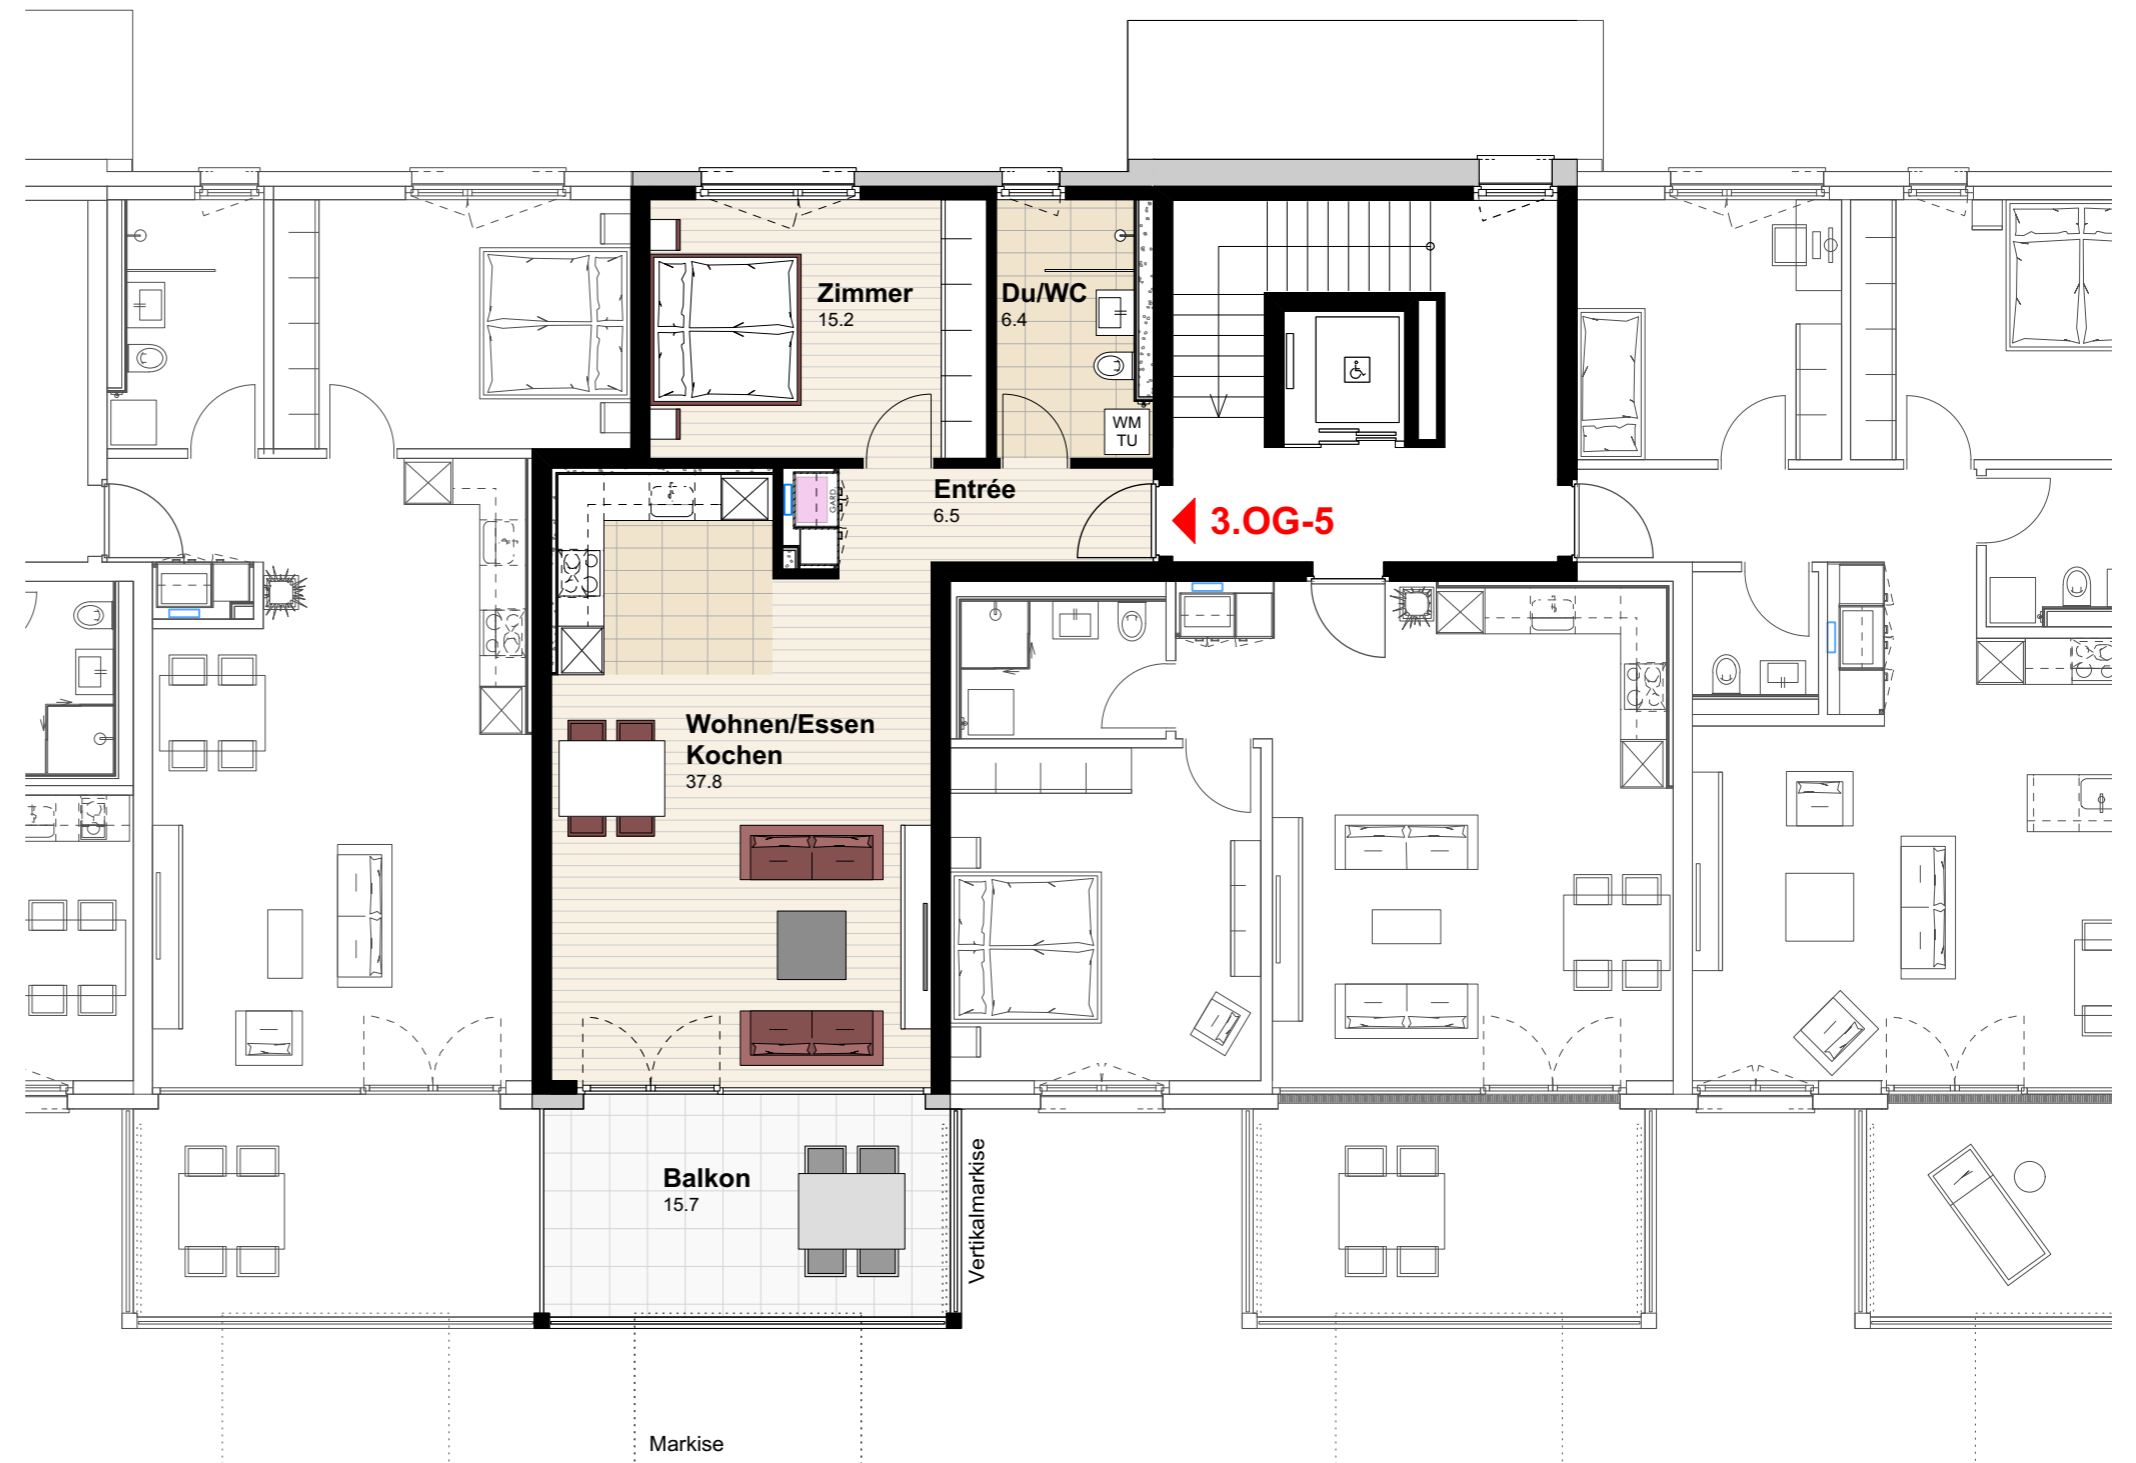 Zimmer
15.2
Du/WC
6.4
WM
TU
GARD
Entrée
6.5
3.OG-5
Wohnen/Essen
Kochen
37.8
Balkon
15.7
Vertikalmarkise
Markise